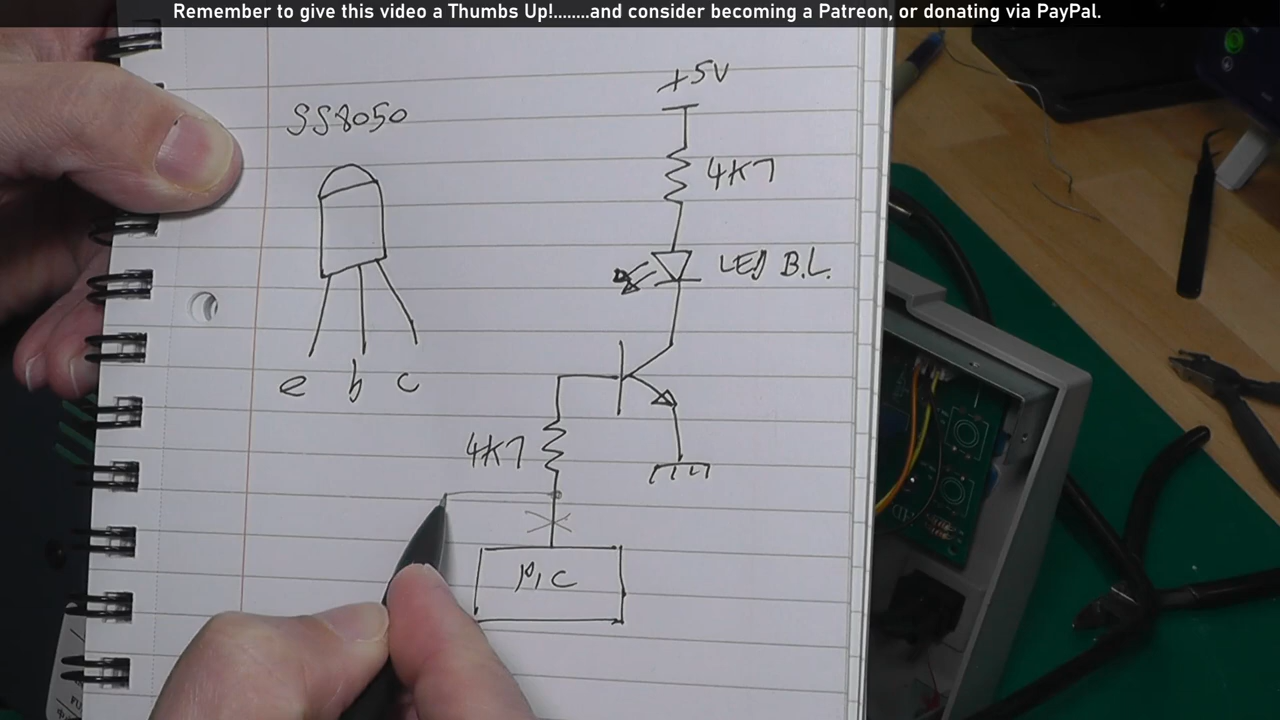 Remember to give this video a Thumbs Up!........and consider becoming a Patreon, or donating via PayPal.
+5V
SS8050
4K7
LED B.L.
e b c
4K7
PIC